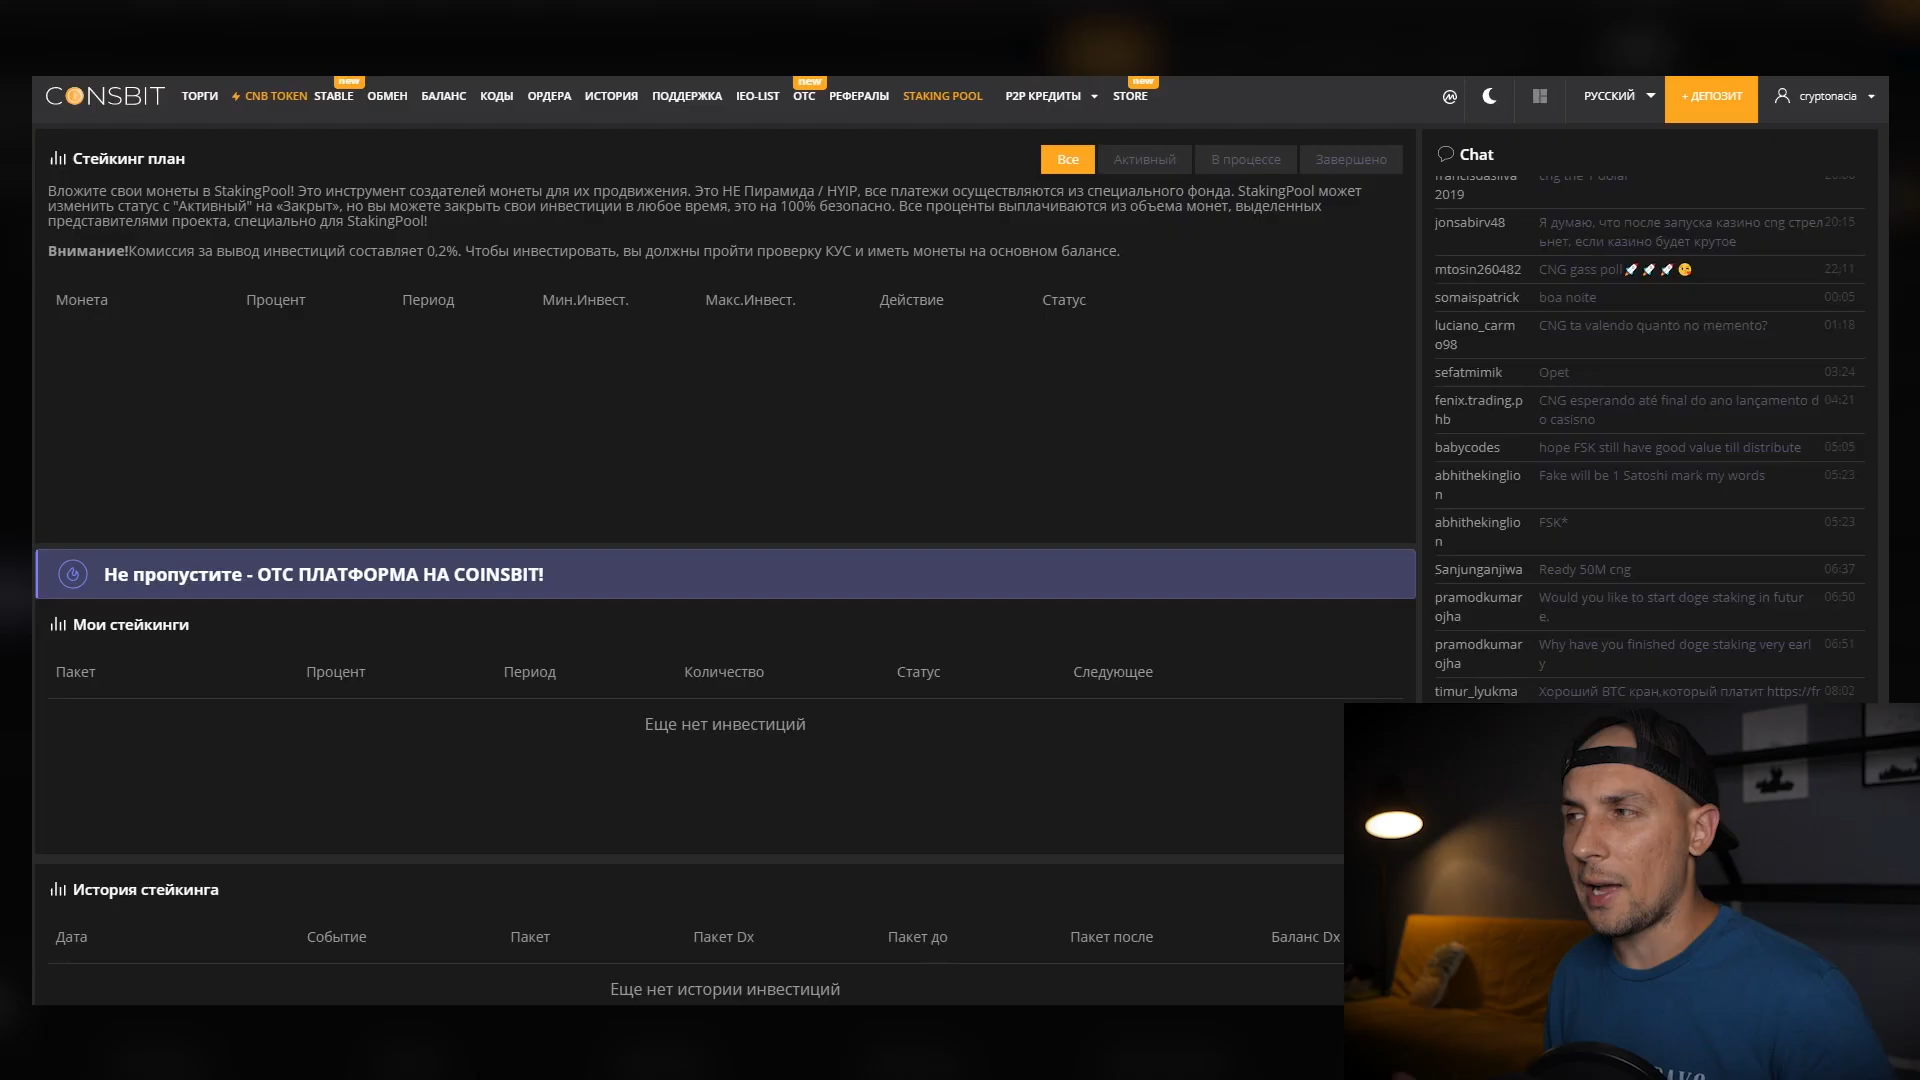 COINSBIT
ТОРГИ
CNB TOKEN
new
STABLE
ОБМЕН
БАЛАНС
КОДЫ
ОРДЕРА
ИСТОРИЯ
ПОДДЕРЖКА
IEO-LIST
new
OTC
РЕФЕРАЛЫ
STAKING POOL
P2P КРЕДИТЫ
new
STORE
РУССКИЙ
+ ДЕПОЗИТ
cryptonacia
Стейкинг план
Все
Активный
В процессе
Завершено
Вложите свои монеты в StakingPool! Это инструмент создателей монеты для их продвижения. Это НЕ Пирамида / HYIP, все платежи осуществляются из специального фонда. StakingPool может
изменить статус с "Активный" на «Закрыт», но вы можете закрыть свои инвестиции в любое время, это на 100% безопасно. Все проценты выплачиваются из объема монет, выделенных
представителями проекта, специально для StakingPool!
Внимание!Комиссия за вывод инвестиций составляет 0,2%. Чтобы инвестировать, вы должны пройти проверку КУС и иметь монеты на основном балансе.
Монета Процент Период Мин.Инвест. Макс.Инвест. Действие Статус
Не пропустите - ОТС ПЛАТФОРМА НА COINSBIT!
Мои стейкинги
Пакет Процент Период Количество Статус Следующее
Еще нет инвестиций
История стейкинга
Дата Событие Пакет Пакет Dx Пакет до Пакет после Баланс Dx
Еще нет истории инвестиций
Chat
francisdasilva cng the 1 dolar
2019
jonsabirv48 Я думаю, что после запуска казино cng стрел 20:15
ьнет, если казино будет крутое
mtosin260482 CNG gass poll🚀🚀🚀😘 22:11
somaispatrick boa noite 00:05
luciano_carm CNG ta valendo quanto no memento? 01:18
o98
sefatmimik Opet 03:24
fenix.trading.p CNG esperando até final do ano lançamento d 04:21
hb o casisno
babycodes hope FSK still have good value till distribute 05:05
abhithekinglio Fake will be 1 Satoshi mark my words 05:23
n
abhithekinglio FSK* 05:23
n
Sanjunganjiwa Ready 50M cng 06:37
pramodkumar Would you like to start doge staking in futur 06:50
ojha e.
pramodkumar Why have you finished doge staking very earl 06:51
ojha y
timur_lyukma Хороший BTC кран,который платит https://fr 08:02